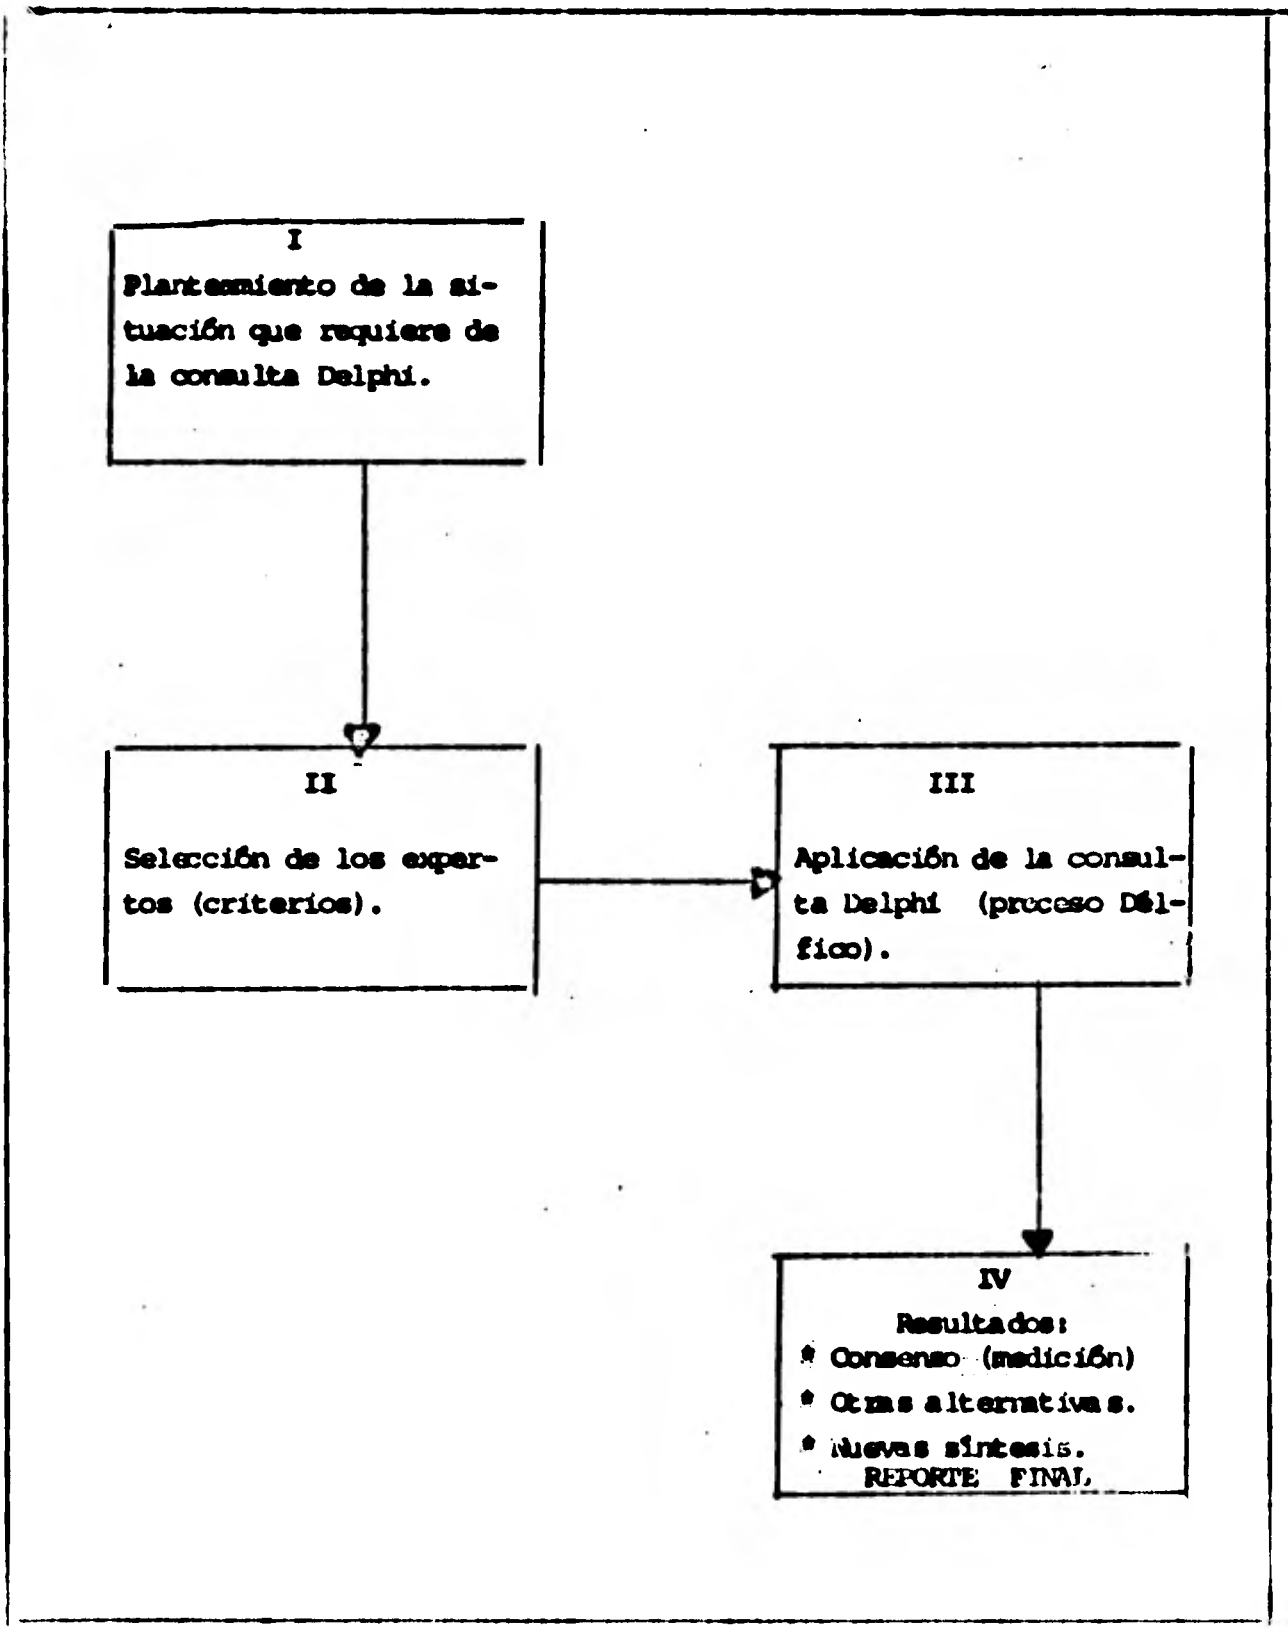 I
Planteamiento de la si-
tuación que requiere de
la consulta Delphi.
II
Selección de los exper-
tos (criterios).
III
Aplicación de la consul-
ta Delphi (proceso Dél-
fico).
IV
Resultados:
* Consenso (medición)
* Otras alternativas.
* Nuevas síntesis.
REPORTE FINAL